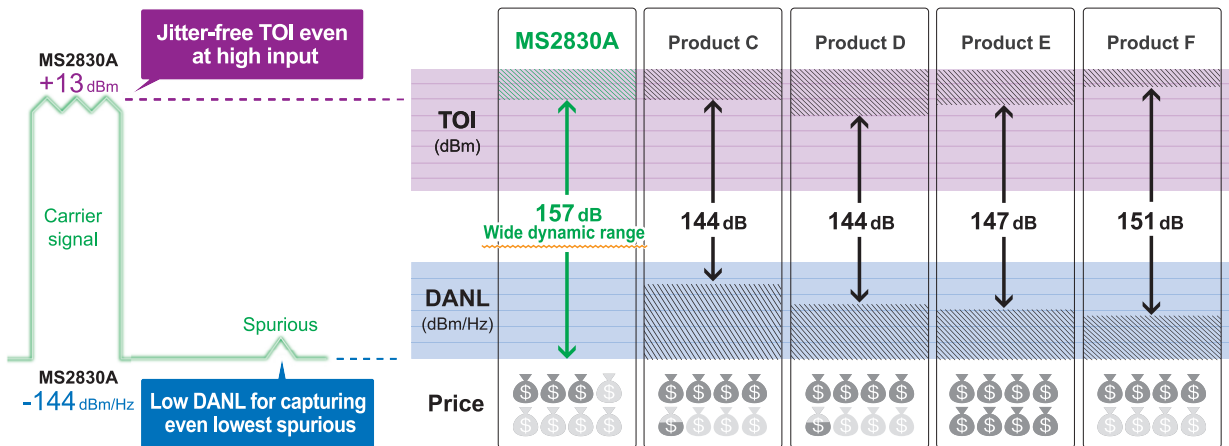 Jitter-free TOI even
at high input
MS2830A
+13 dBm
Carrier
signal
Spurious
MS2830A
-144 dBm/Hz
Low DANL for capturing
even lowest spurious
MS2830A
Product C
Product D
Product E
Product F
TOI
(dBm)
157 dB
Wide dynamic range
144 dB
144 dB
147 dB
151 dB
DANL
(dBm/Hz)
Price
$ $ $ $ $ $ $ $ $ $ $ $ $ $ $ $ $ $ $ $
$ $ $ $ $ $ $ $ $ $ $ $ $ $ $ $ $ $ $ $